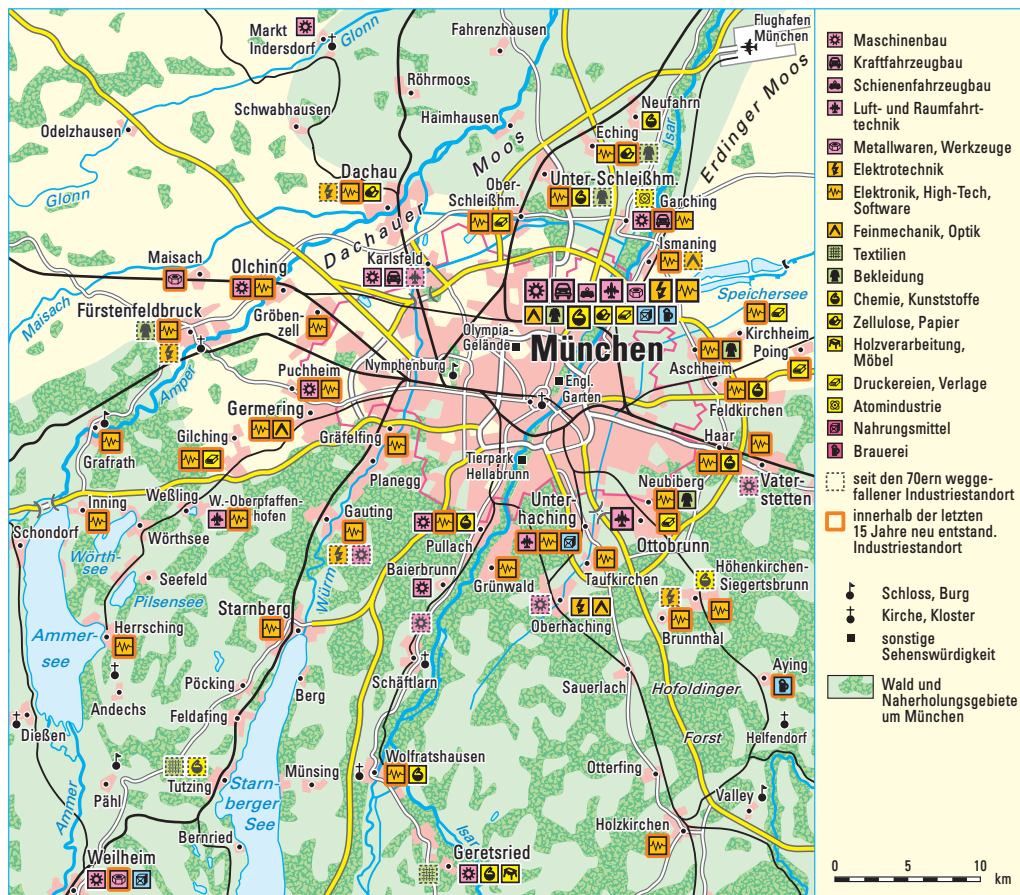 Markt
Indersdorf
Glonn
Fahrenzhausen
Flughafen
München
Röhrmoos
Schwabhausen
Odelzhausen
Haimhausen
Neufahrn
Eching
Isar
Erdinger Moos
Glonn
Dachau
Dachauer Moos
Ober-
Schleißhm.
Unter-Schleißhm.
Garching
Ismaning
Maisach
Olching
Karlsfeld
Maisach
Fürstenfeldbruck
Gröben-
zell
Speichersee
Kirchheim
Poing
Olympia-
Gelände
München
Nymphenburg
Engl.
Garten
Aschheim
Feldkirchen
Amper
Puchheim
Germering
Gilching
Grafrath
Gräfelfing
Planegg
Tierpark
Hellabrunn
Haar
Vater-
stetten
Neubiberg
Inning
Weßling
W.-Oberpfaffen-
hofen
Schondorf
Wörthsee
Wörth-
see
Gauting
Pullach
Unter-
haching
Ottobrunn
Seefeld
Pilsensee
Würm
Baierbrunn
Grünwald
Taufkirchen
Höhenkirchen-
Siegertsbrunn
Ammer-
see
Herrsching
Starnberg
Oberhaching
Brunnthal
Andechs
Pöcking
Berg
Schäftlarn
Sauerlach
Hofoldinger
Forst
Aying
Dießen
Feldafing
Helfendorf
Tutzing
Starn-
berger
See
Münsing
Wolfratshausen
Otterfing
Pähl
Ammer
Bernried
Isar
Valley
Holzkirchen
Weilheim
Geretsried
Maschinenbau
Kraftfahrzeugbau
Schienenfahrzeugbau
Luft- und Raumfahrt-
technik
Metallwaren, Werkzeuge
Elektrotechnik
Elektronik, High-Tech,
Software
Feinmechanik, Optik
Textilien
Bekleidung
Chemie, Kunststoffe
Zellulose, Papier
Holzverarbeitung,
Möbel
Druckereien, Verlage
Atomindustrie
Nahrungsmittel
Brauerei
seit den 70ern wegge-
fallener Industriestandort
innerhalb der letzten
15 Jahre neu entstand.
Industriestandort
Schloss, Burg
Kirche, Kloster
sonstige
Sehenswürdigkeit
Wald und
Naherholungsgebiete
um München
0 5 10
km